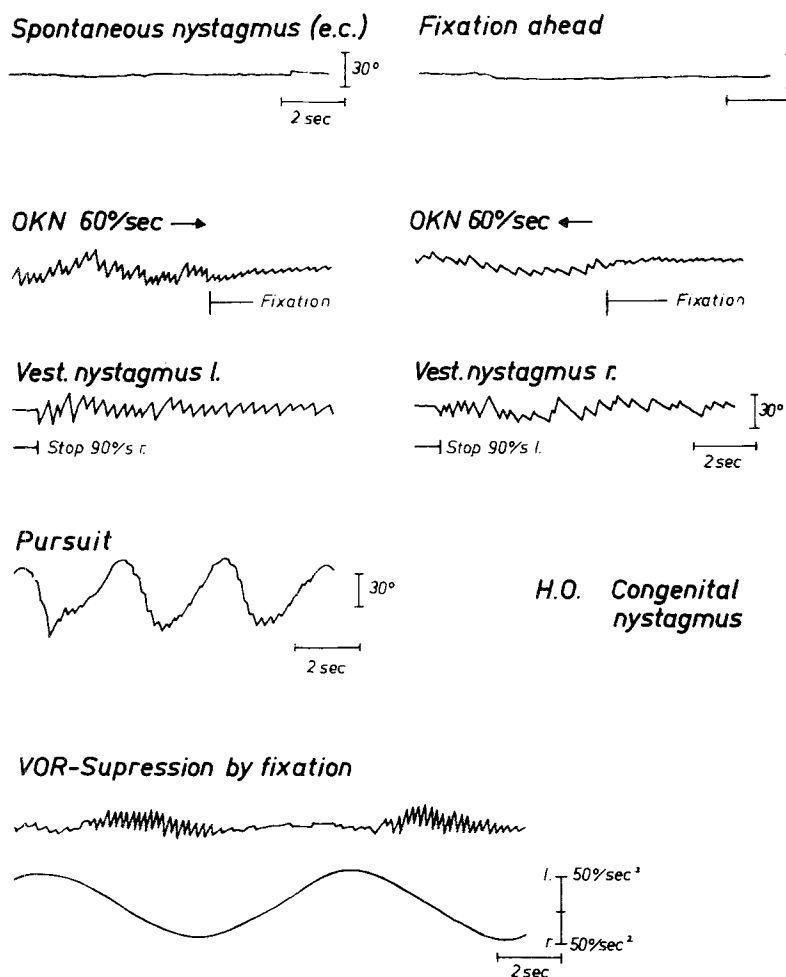 Spontaneous nystagmus (e.c.)
Fixation ahead
30°
2 sec
OKN 60°/sec →
OKN 60°/sec ←
Fixation
Fixation
Vest. nystagmus l.
Vest. nystagmus r.
30°
Stop 90°/s r.
Stop 90°/s l.
2 sec
Pursuit
30°
2 sec
H.O. Congenital
nystagmus
VOR-Supression by fixation
l. 50°/sec²
r. 50°/sec²
2 sec